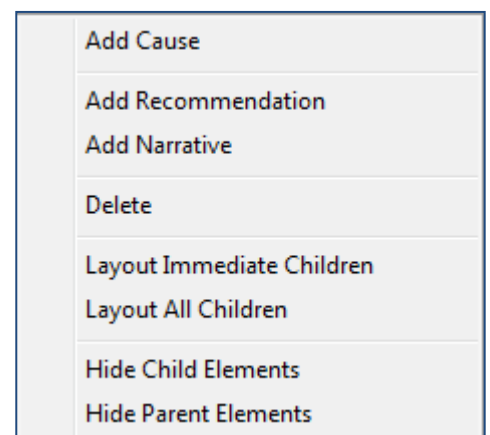 Add Cause
Add Recommendation
Add Narrative
Delete
Layout Immediate Children
Layout All Children
Hide Child Elements
Hide Parent Elements